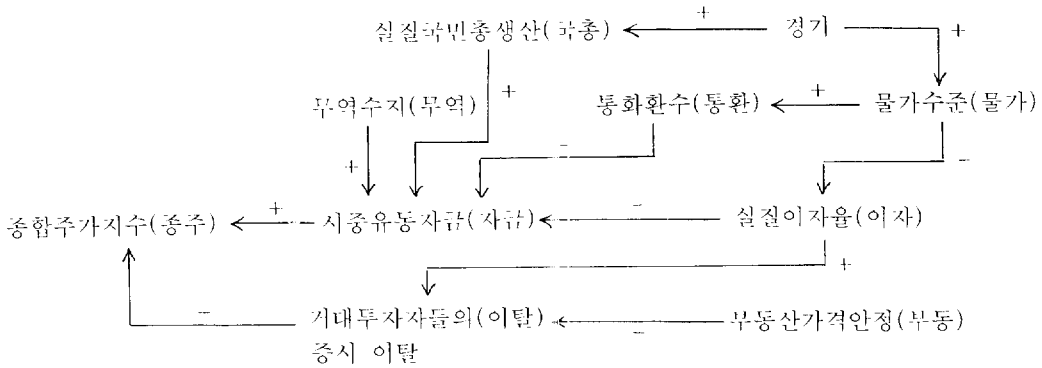 실질국민총생산(국총) + 경기 +
무역수지(무역) + 통화환수(통환) + 물가수준(물가)
+ - -
종합주가지수(종주) + 시중유동자금(자금) - 실질이자율(이자)
+
- 거대투자자들의(이탈) - 부동산가격안정(부동)
증시 이탈